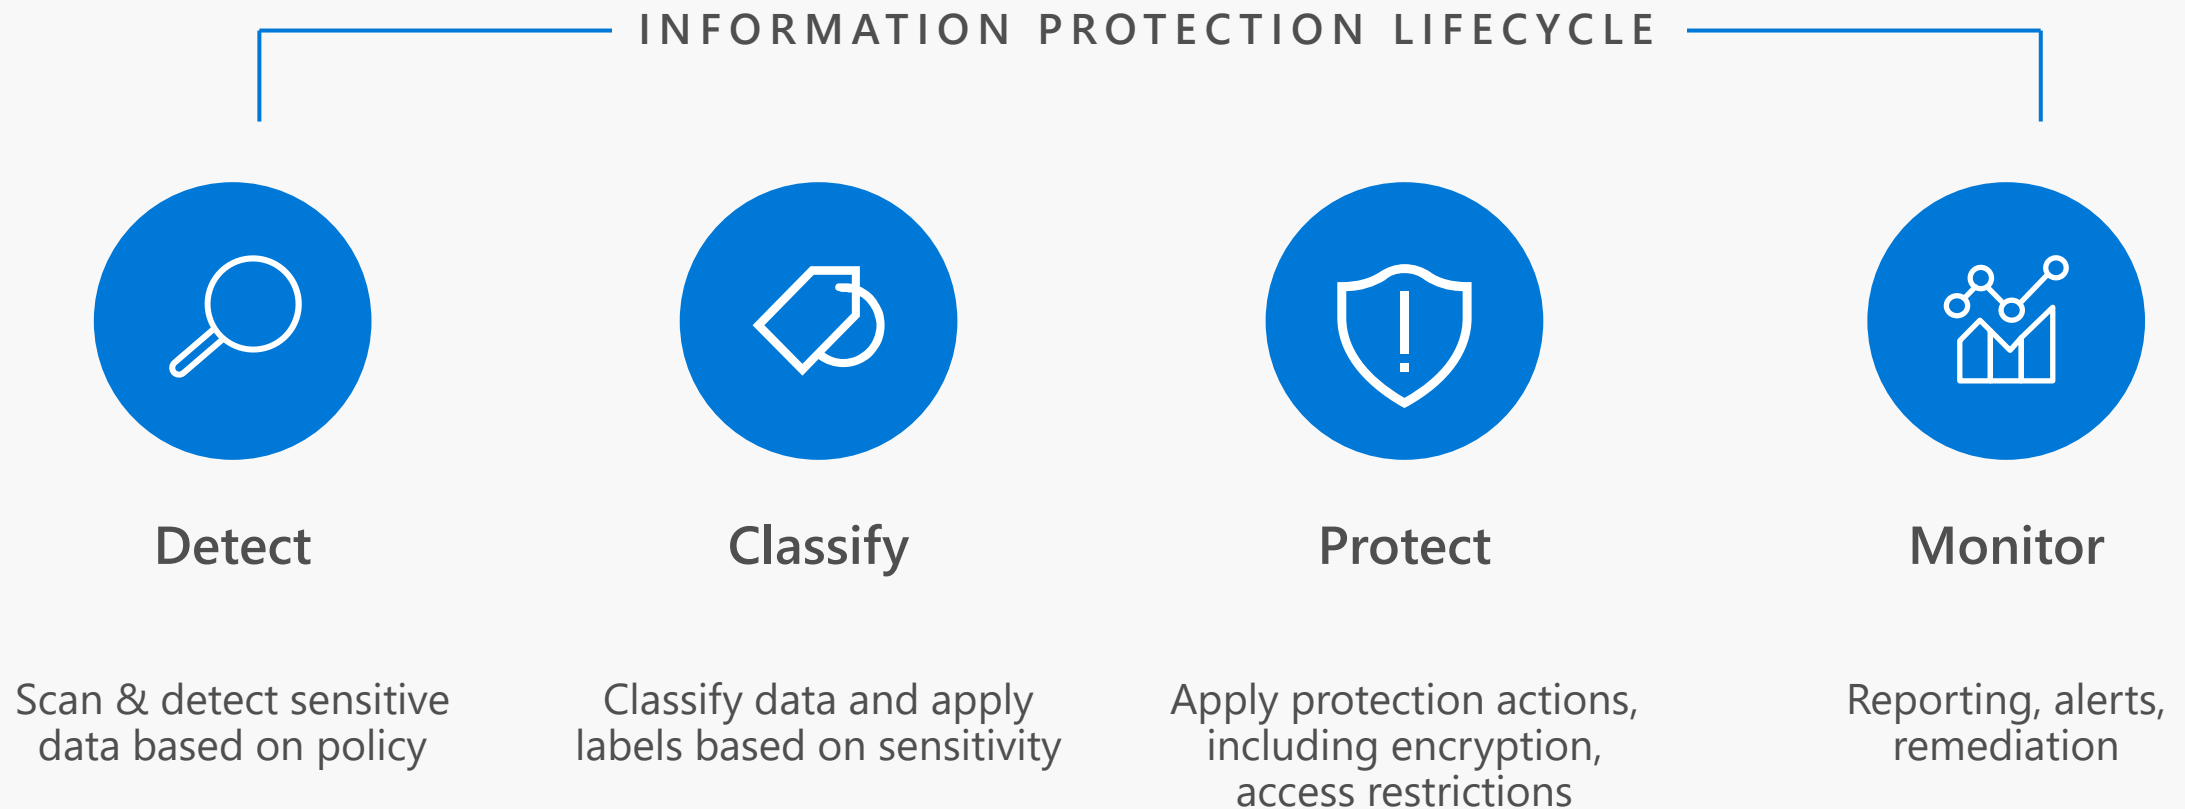 INFORMATION PROTECTION LIFECYCLE
Detect
Scan & detect sensitive
data based on policy
Classify
Classify data and apply
labels based on sensitivity
Protect
Apply protection actions,
including encryption,
access restrictions
Monitor
Reporting, alerts,
remediation